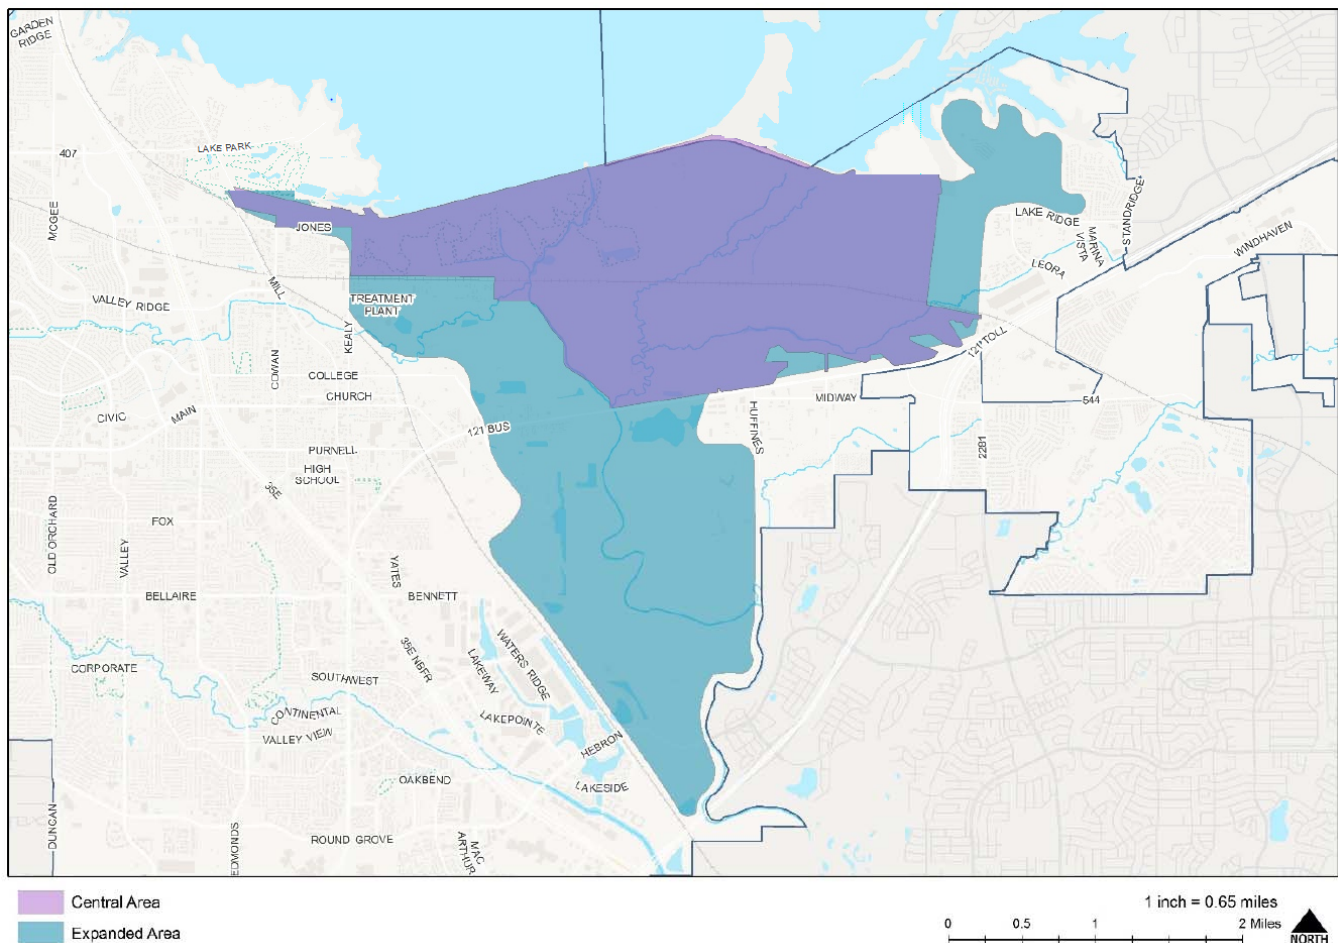 GARDEN
RIDGE
407
LAKE PARK
MCGEE
JONES
LAKE RIDGE
MARINA
VISTA
STANDRIDGE
WINDHAVEN
LEORA
MILL
VALLEY RIDGE
TREATMENT
PLANT
KEALY
121 TOLL
COWAN
COLLEGE
CHURCH
MIDWAY
544
CIVIC
MAIN
121 BUS
HUFFINES
2281
PURNELL
HIGH
SCHOOL
35E
OLD ORCHARD
FOX
VALLEY
YATES
BELLAIRE
BENNETT
35E NBFR
WATERS RIDGE
LAKEWAY
CORPORATE
SOUTHWEST
CONTINENTAL
VALLEY VIEW
LAKEPOINTE
HEBRON
OAKBEND
LAKESIDE
DUNCAN
EDMONDS
ROUND GROVE
MAC
ARTHUR
Central Area
Expanded Area
1 inch = 0.65 miles
0 0.5 1 2 Miles
NORTH